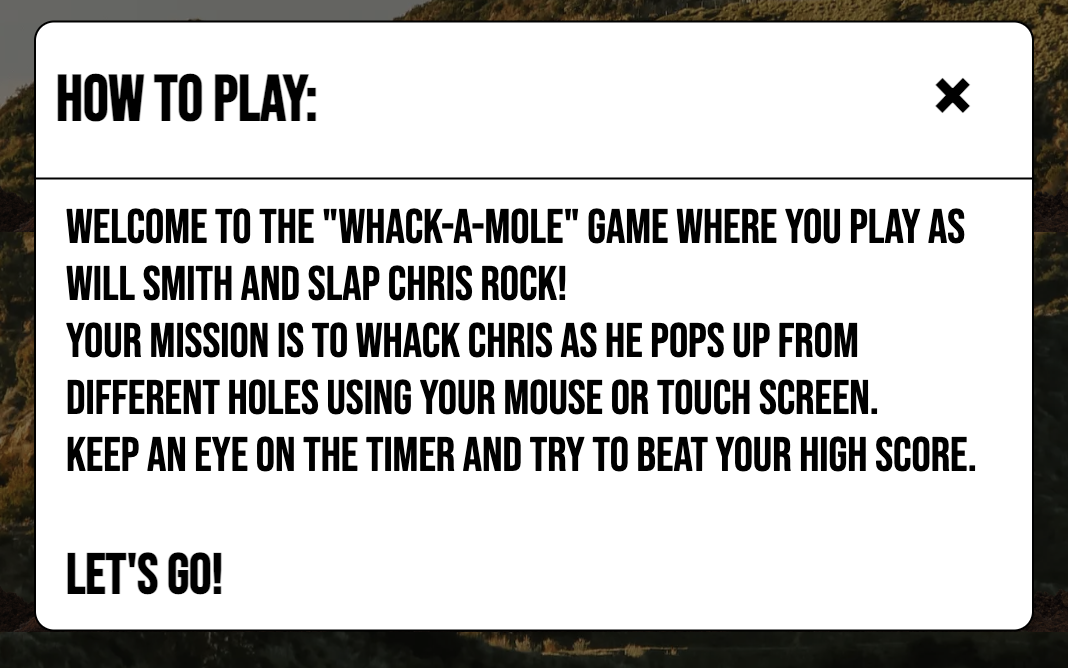 HOW TO PLAY:
WELCOME TO THE "WHACK-A-MOLE" GAME WHERE YOU PLAY AS
WILL SMITH AND SLAP CHRIS ROCK!
YOUR MISSION IS TO WHACK CHRIS AS HE POPS UP FROM
DIFFERENT HOLES USING YOUR MOUSE OR TOUCH SCREEN.
KEEP AN EYE ON THE TIMER AND TRY TO BEAT YOUR HIGH SCORE.
LET'S GO!